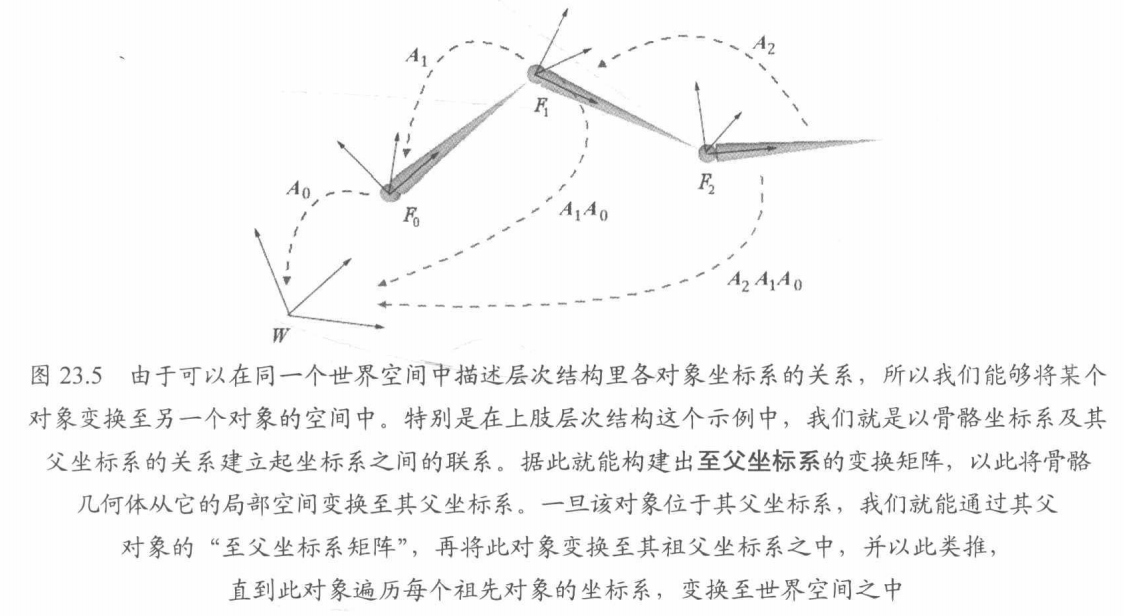 A₁
A₂
F₁
A₀
F₀
F₂
A₁A₀
A₂A₁A₀
W
图 23.5 由于可以在同一个世界空间中描述层次结构里各对象坐标系的关系，所以我们能够将某个
对象变换至另一个对象的空间中。特别是在上肢层次结构这个示例中，我们就是以骨骼坐标系及其
父坐标系的关系建立起坐标系之间的联系。据此就能构建出至父坐标系的变换矩阵，以此将骨骼
几何体从它的局部空间变换至其父坐标系。一旦该对象位于其父坐标系，我们就能通过其父
对象的“至父坐标系矩阵”，再将此对象变换至其祖父坐标系之中，并以此类推，
直到此对象遍历每个祖先对象的坐标系，变换至世界空间之中